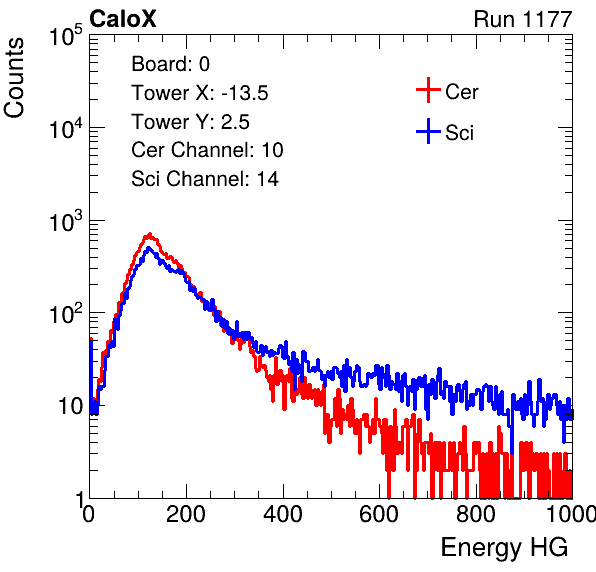 CaloX Run 1177
Counts
10^5
10^4
10^3
10^2
10
1
Board: 0
Tower X: -13.5
Tower Y: 2.5
Cer Channel: 10
Sci Channel: 14
Cer
Sci
0 200 400 600 800 1000
Energy HG